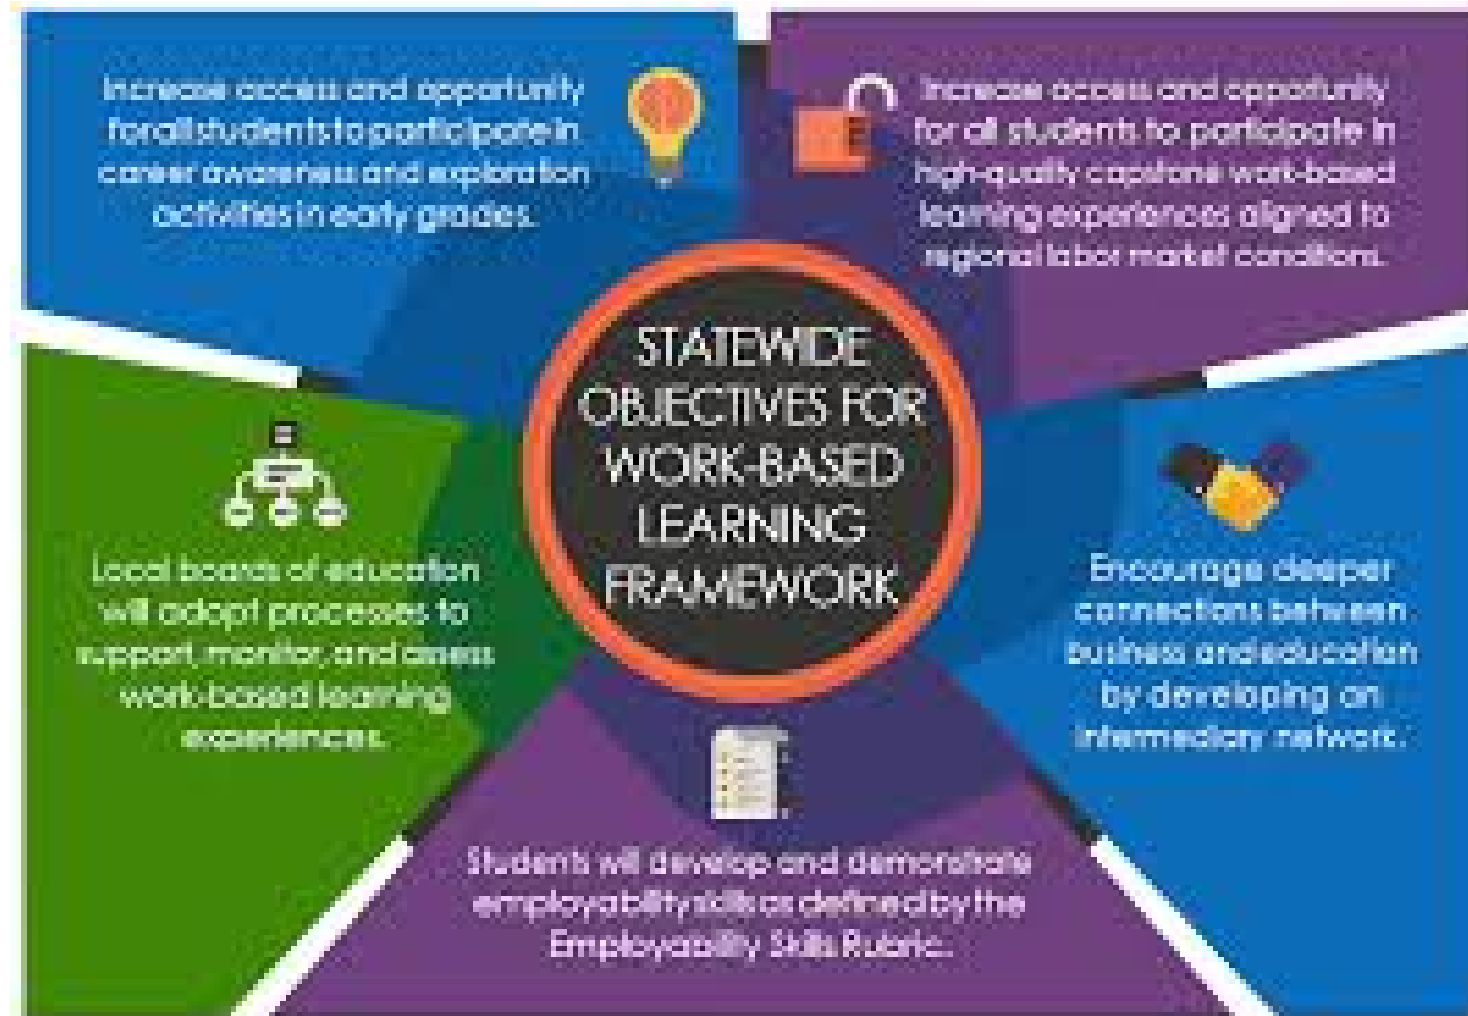 Increase access and opportunity
for all students to participate in
career awareness and exploration
activities in early grades.
Increase access and opportunity
for all students to participate in
high-quality capstone work-based
learning experiences aligned to
regional labor market conditions.
STATEWIDE
OBJECTIVES FOR
WORK-BASED
LEARNING
FRAMEWORK
Local boards of education
will adopt processes to
support, monitor, and assess
work-based learning
experiences.
Encourage deeper
connections between
business and education
by developing an
intermediary network.
Students will develop and demonstrate
employability skills as defined by the
Employability Skills Rubric.